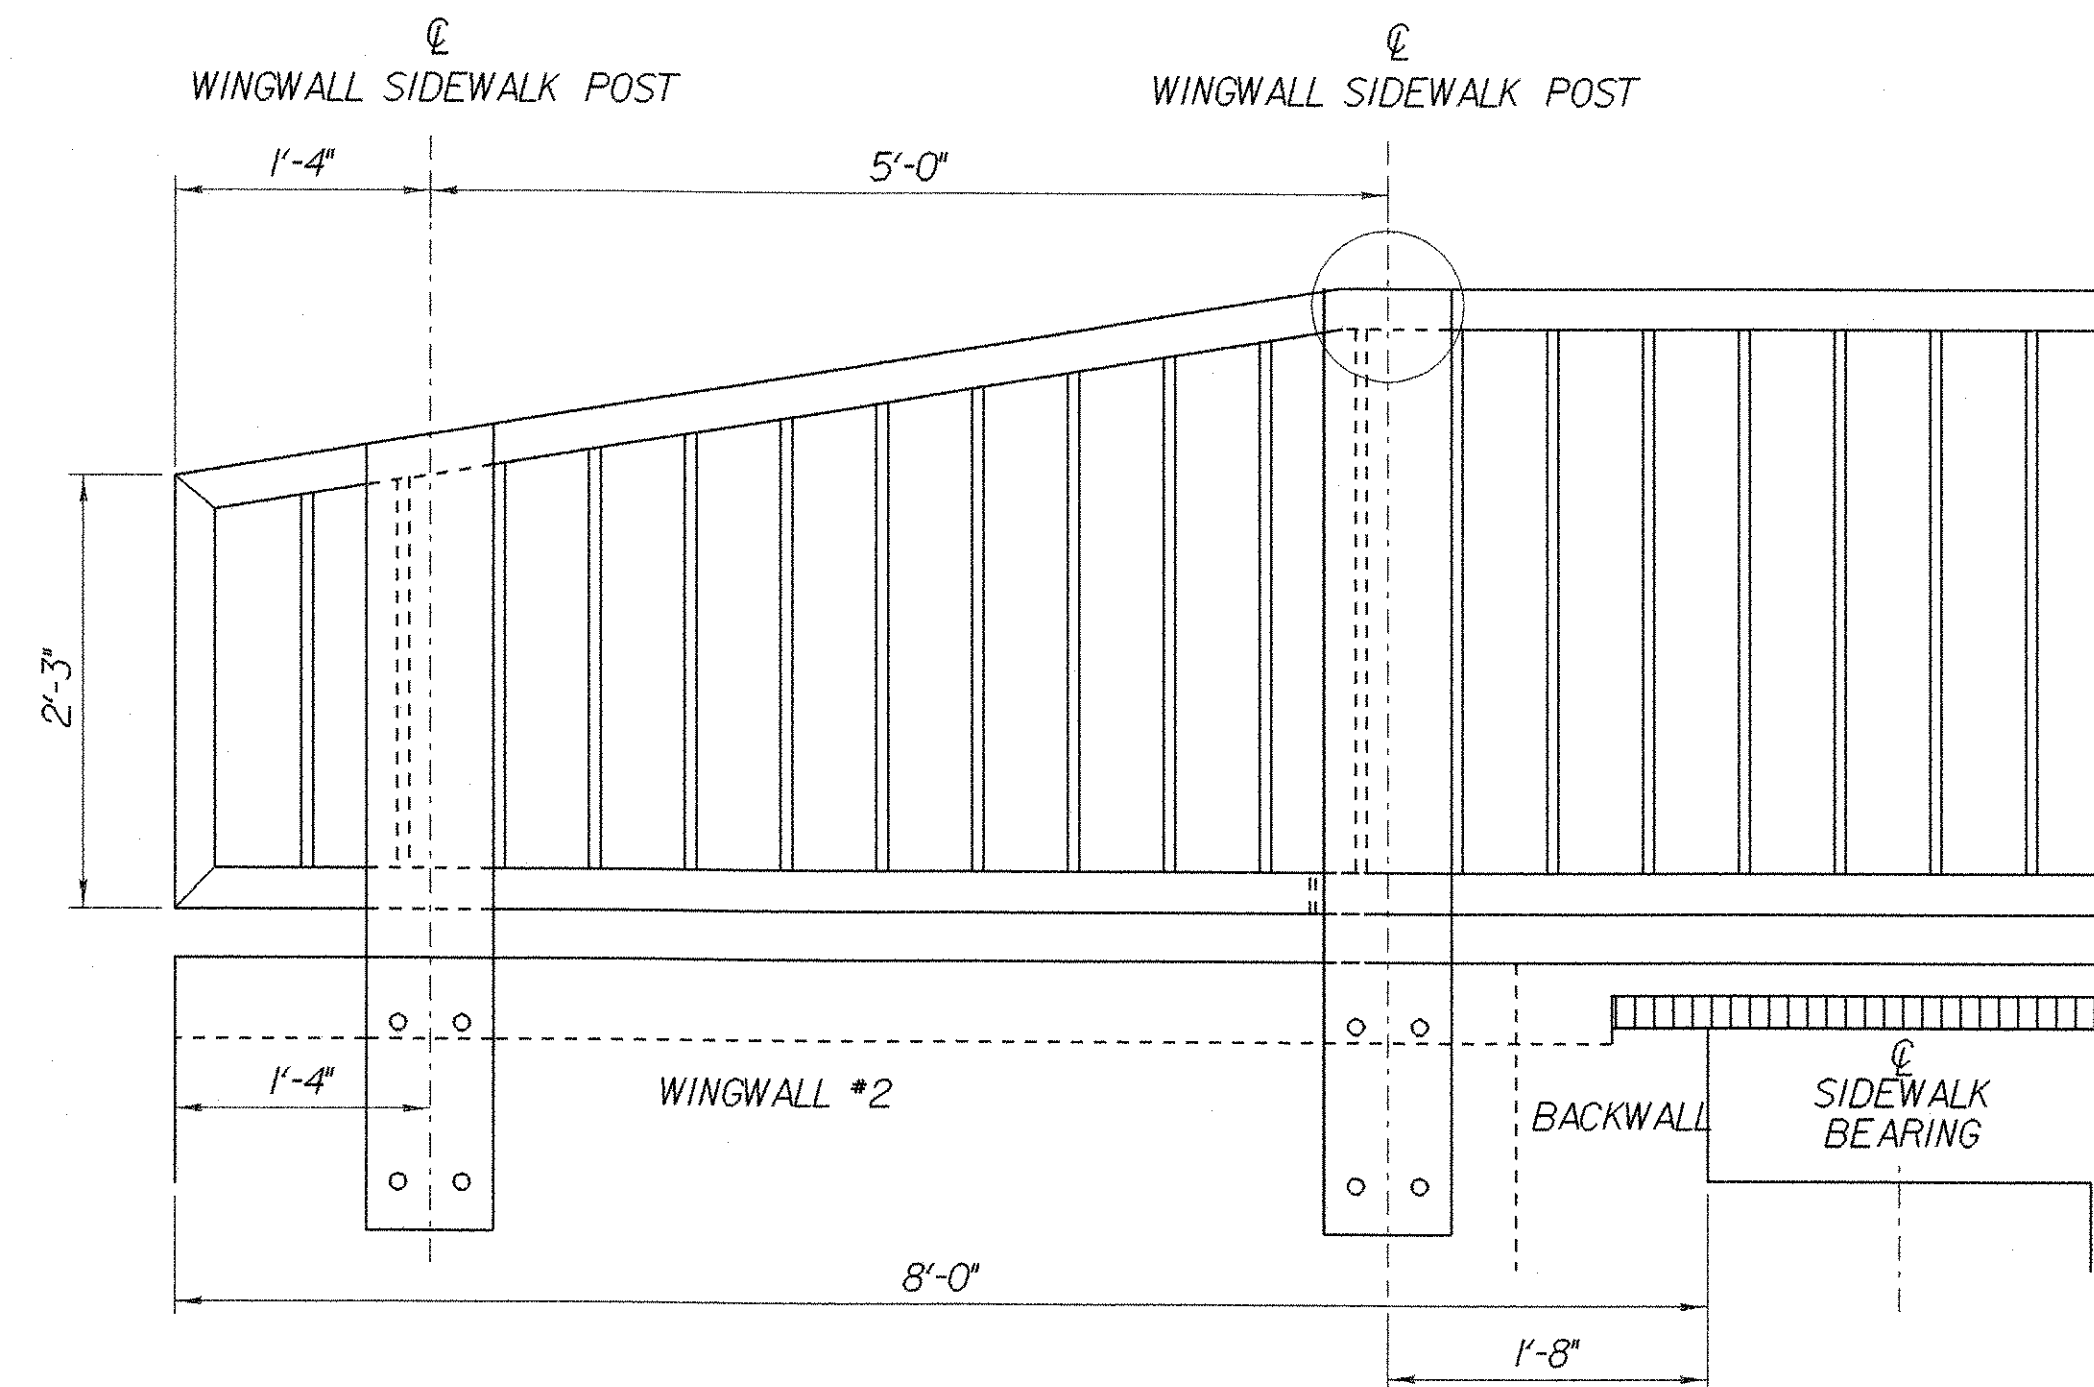 ℄
WINGWALL SIDEWALK POST
℄
WINGWALL SIDEWALK POST
1'-4"
5'-0"
2'-3"
1'-4"
WINGWALL #2
BACKWALL
℄
SIDEWALK
BEARING
8'-0"
1'-8"